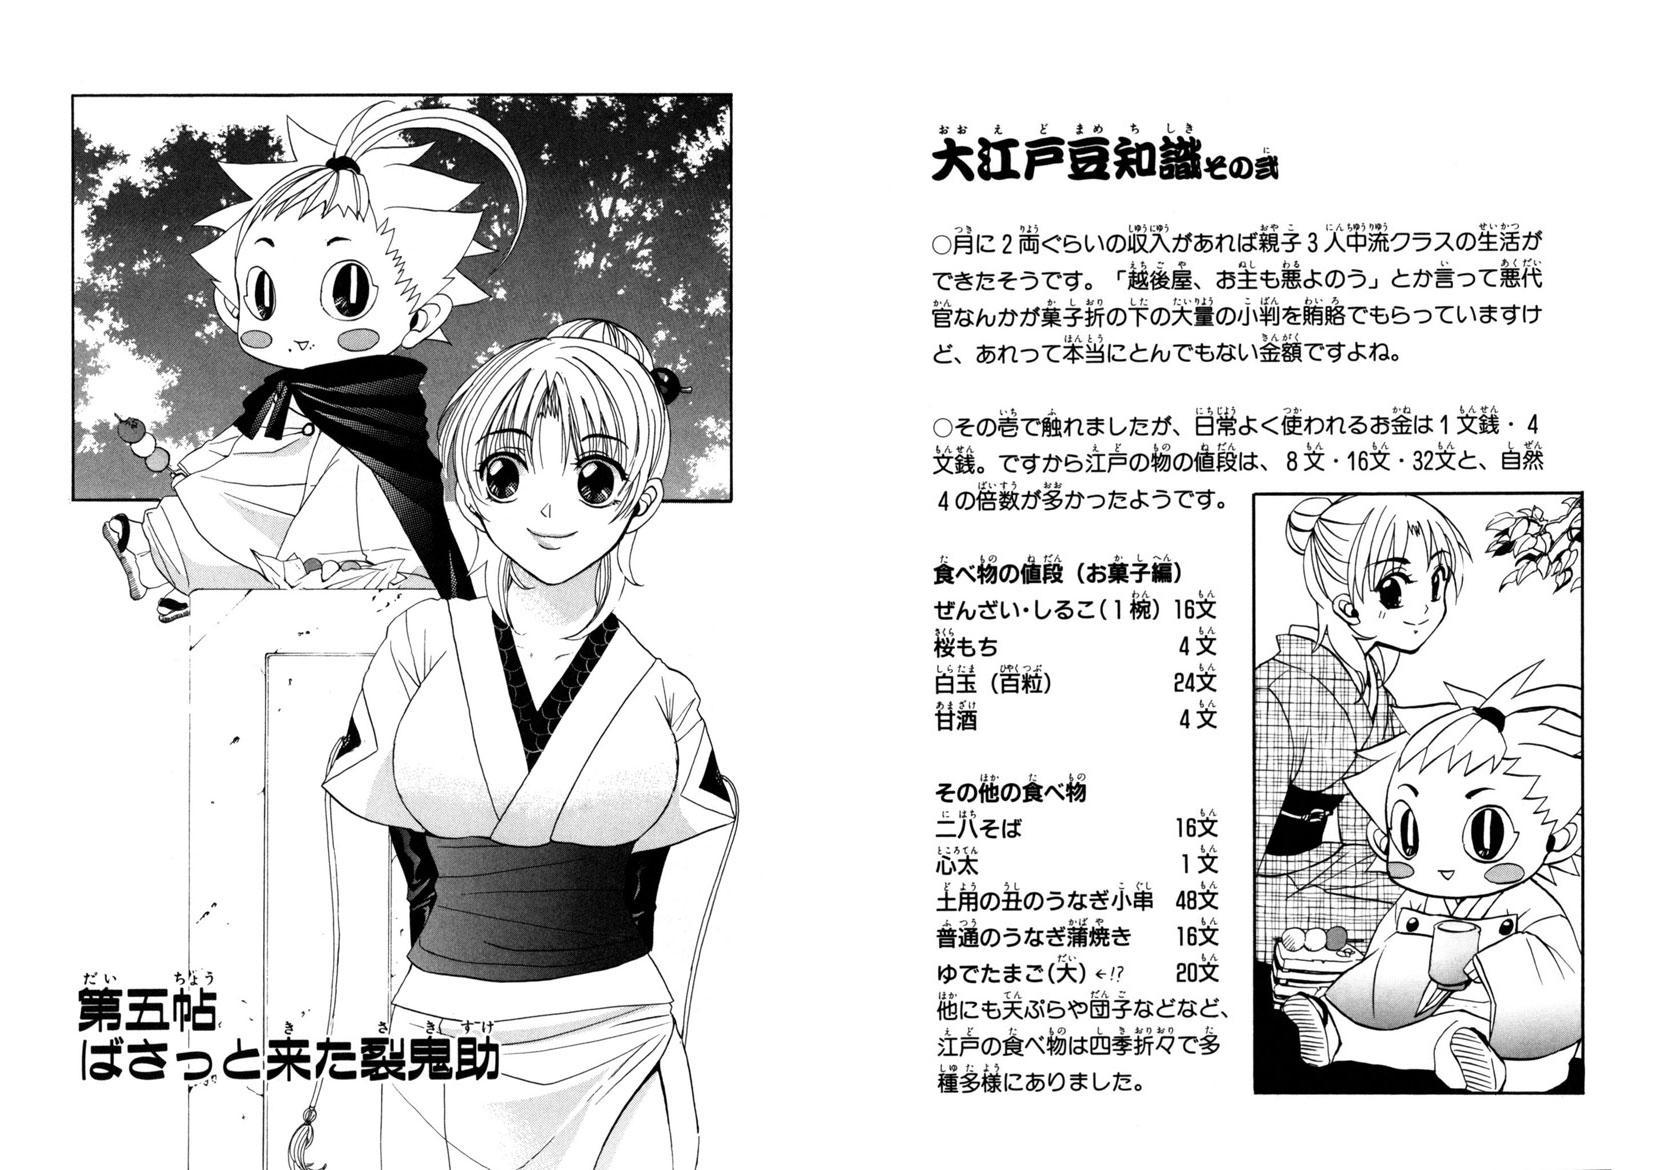 大江戸豆知識その弐
○月に2両ぐらいの収入があれば親子3人中流クラスの生活が
できたそうです。「越後屋、お主も悪よのう」とか言って悪代
官なんかが菓子折の下の大量の小判を賄賂でもらっていますけ
ど、あれって本当にとんでもない金額ですよね。
○その壱で触れましたが、日常よく使われるお金は1文銭・4
文銭。ですから江戸の物の値段は、8文・16文・32文と、自然
4の倍数が多かったようです。
食べ物の値段（お菓子編）
ぜんざい・しるこ(1椀) 16文
桜もち 4文
白玉（百粒） 24文
甘酒 4文
その他の食べ物
二八そば 16文
心太 1文
土用の丑のうなぎ小串 48文
普通のうなぎ蒲焼き 16文
ゆでたまご(大)←!? 20文
他にも天ぷらや団子などなど、
江戸の食べ物は四季折々で多
種多様にありました。
第五帖
ばさっと来た裂鬼助